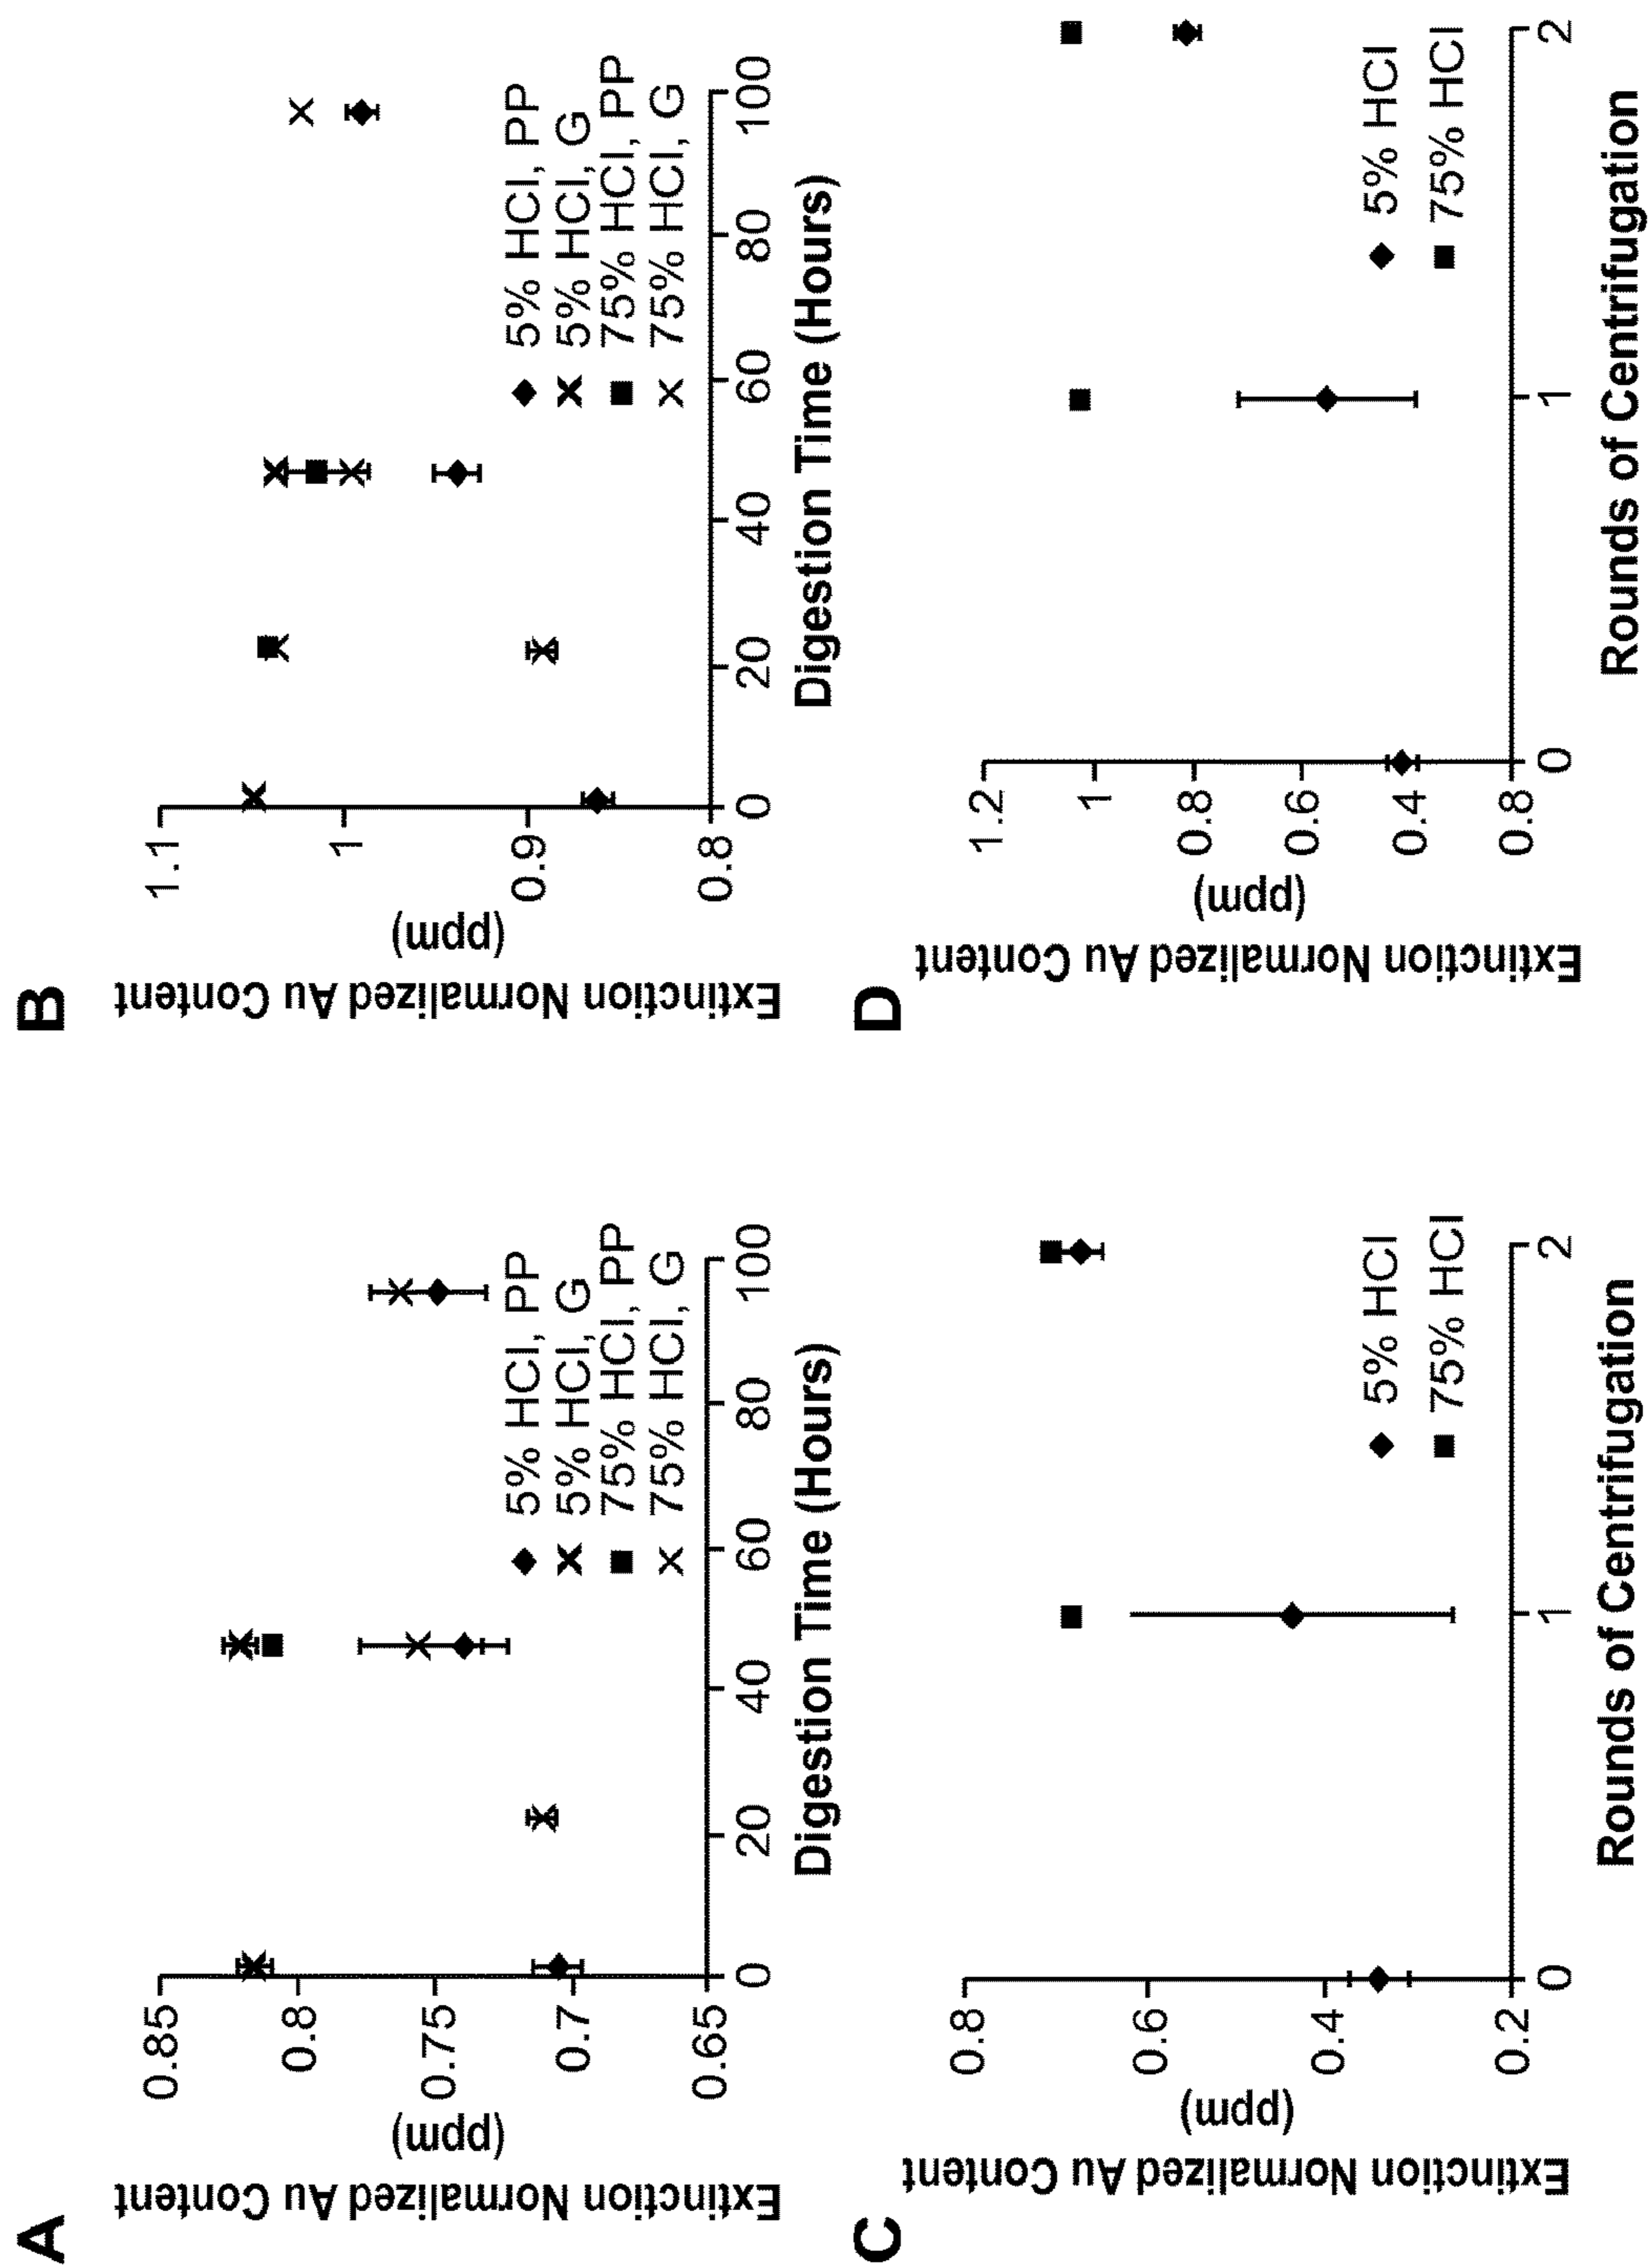 A
Extinction Normalized Au Content
(ppm)
0.85
0.8
0.75
0.7
0.65
0
20
40
60
80
100
Digestion Time (Hours)
5% HCl, PP
5% HCl, G
75% HCl, PP
75% HCl, G
B
Extinction Normalized Au Content
(ppm)
1.1
1
0.9
0.8
0
20
40
60
80
100
Digestion Time (Hours)
5% HCl, PP
5% HCl, G
75% HCl, PP
75% HCl, G
C
Extinction Normalized Au Content
(ppm)
0.8
0.6
0.4
0.2
0
1
2
Rounds of Centrifugation
5% HCl
75% HCl
D
Extinction Normalized Au Content
(ppm)
1.2
1
0.8
0.6
0.4
0.8
0
1
2
Rounds of Centrifugation
5% HCl
75% HCl